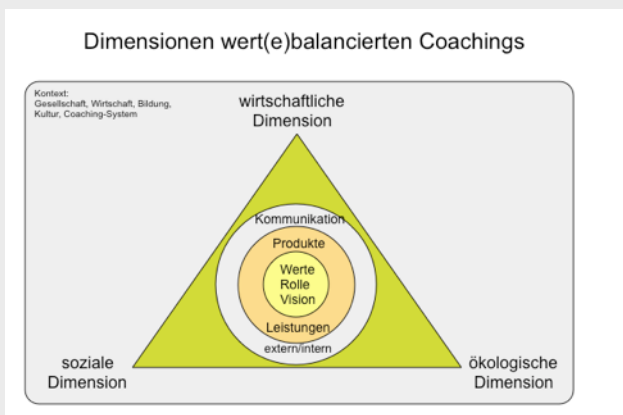 Dimensionen wert(e)balancierten Coachings
Kontext:
Gesellschaft, Wirtschaft, Bildung,
Kultur, Coaching-System
wirtschaftliche
Dimension
Kommunikation
Produkte
Werte
Rolle
Vision
Leistungen
extern/intern
soziale
Dimension
ökologische
Dimension